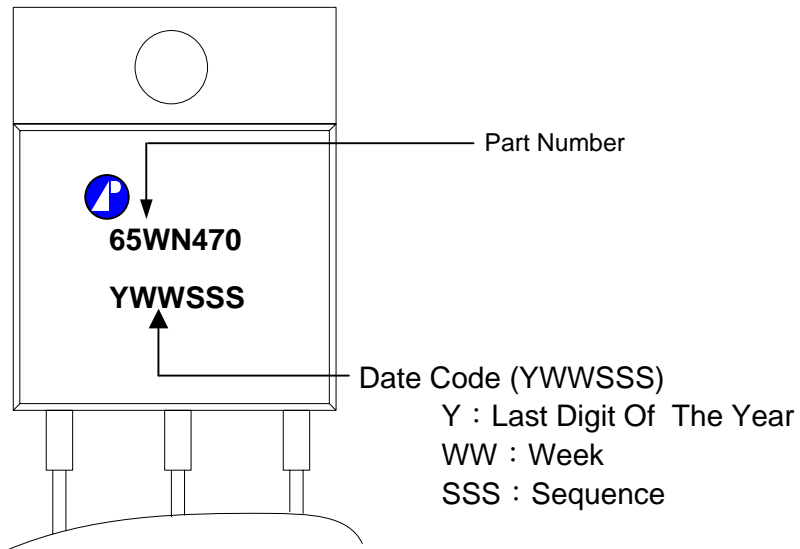 Part Number
65WN470
YWWSSS
Date Code (YWWSSS)
Y：Last Digit Of The Year
WW：Week
SSS：Sequence